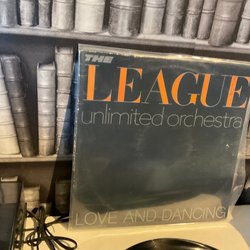 THE
LEAGUE
unlimited orchestra
LOVE AND DANCING